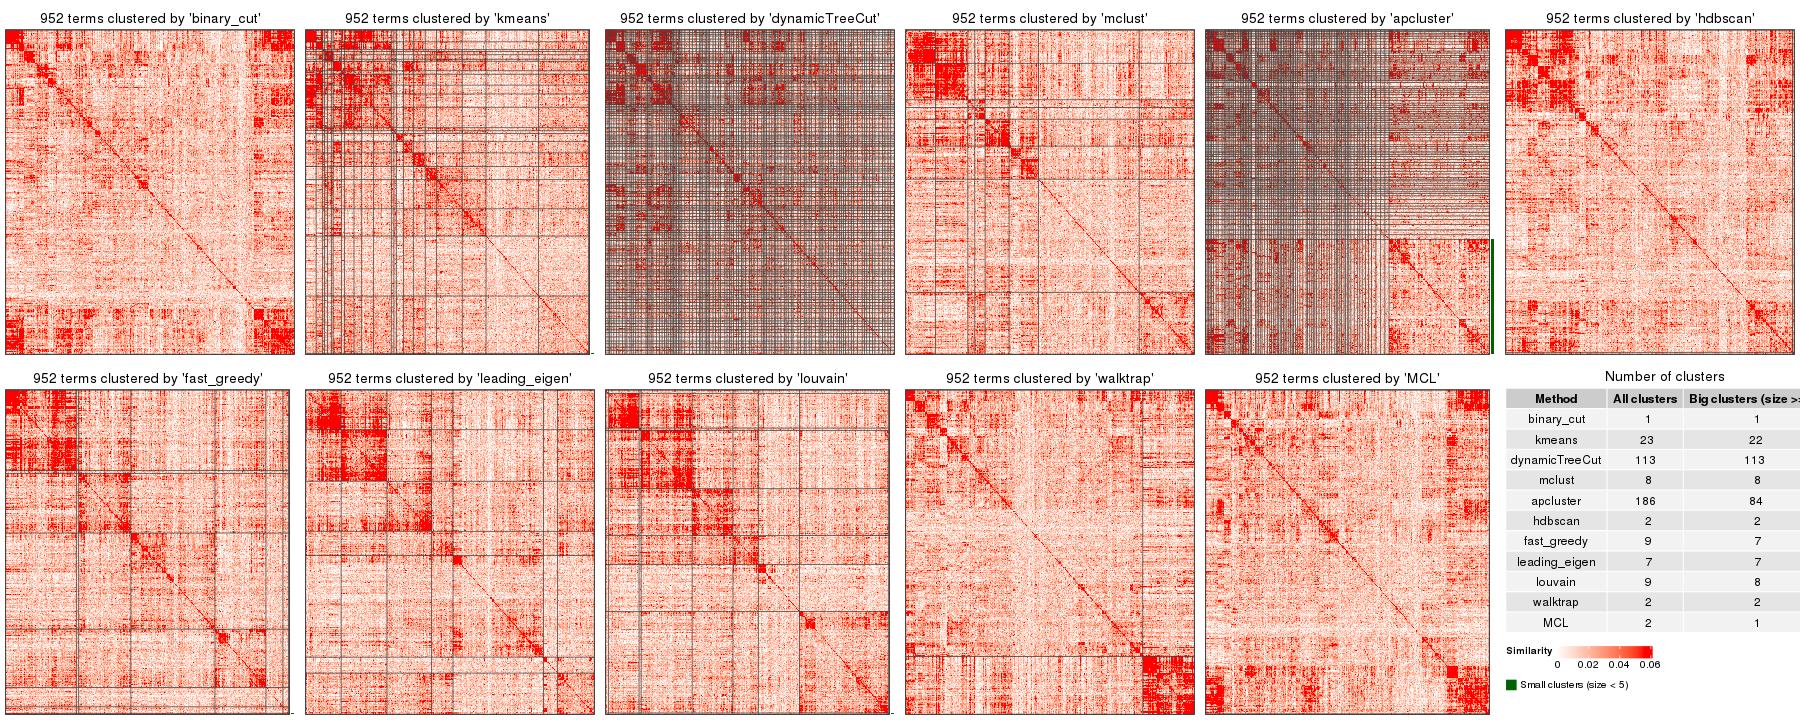 952 terms clustered by 'binary_cut'
952 terms clustered by 'kmeans'
952 terms clustered by 'dynamicTreeCut'
952 terms clustered by 'mclust'
952 terms clustered by 'apcluster'
952 terms clustered by 'hdbscan'
952 terms clustered by 'fast_greedy'
952 terms clustered by 'leading_eigen'
952 terms clustered by 'louvain'
952 terms clustered by 'walktrap'
952 terms clustered by 'MCL'
Number of clusters
Method All clusters Big clusters (size >=
binary_cut 1 1
kmeans 23 22
dynamicTreeCut 113 113
mclust 8 8
apcluster 186 84
hdbscan 2 2
fast_greedy 9 7
leading_eigen 7 7
louvain 9 8
walktrap 2 2
MCL 2 1
Similarity
0 0.02 0.04 0.06
Small clusters (size < 5)